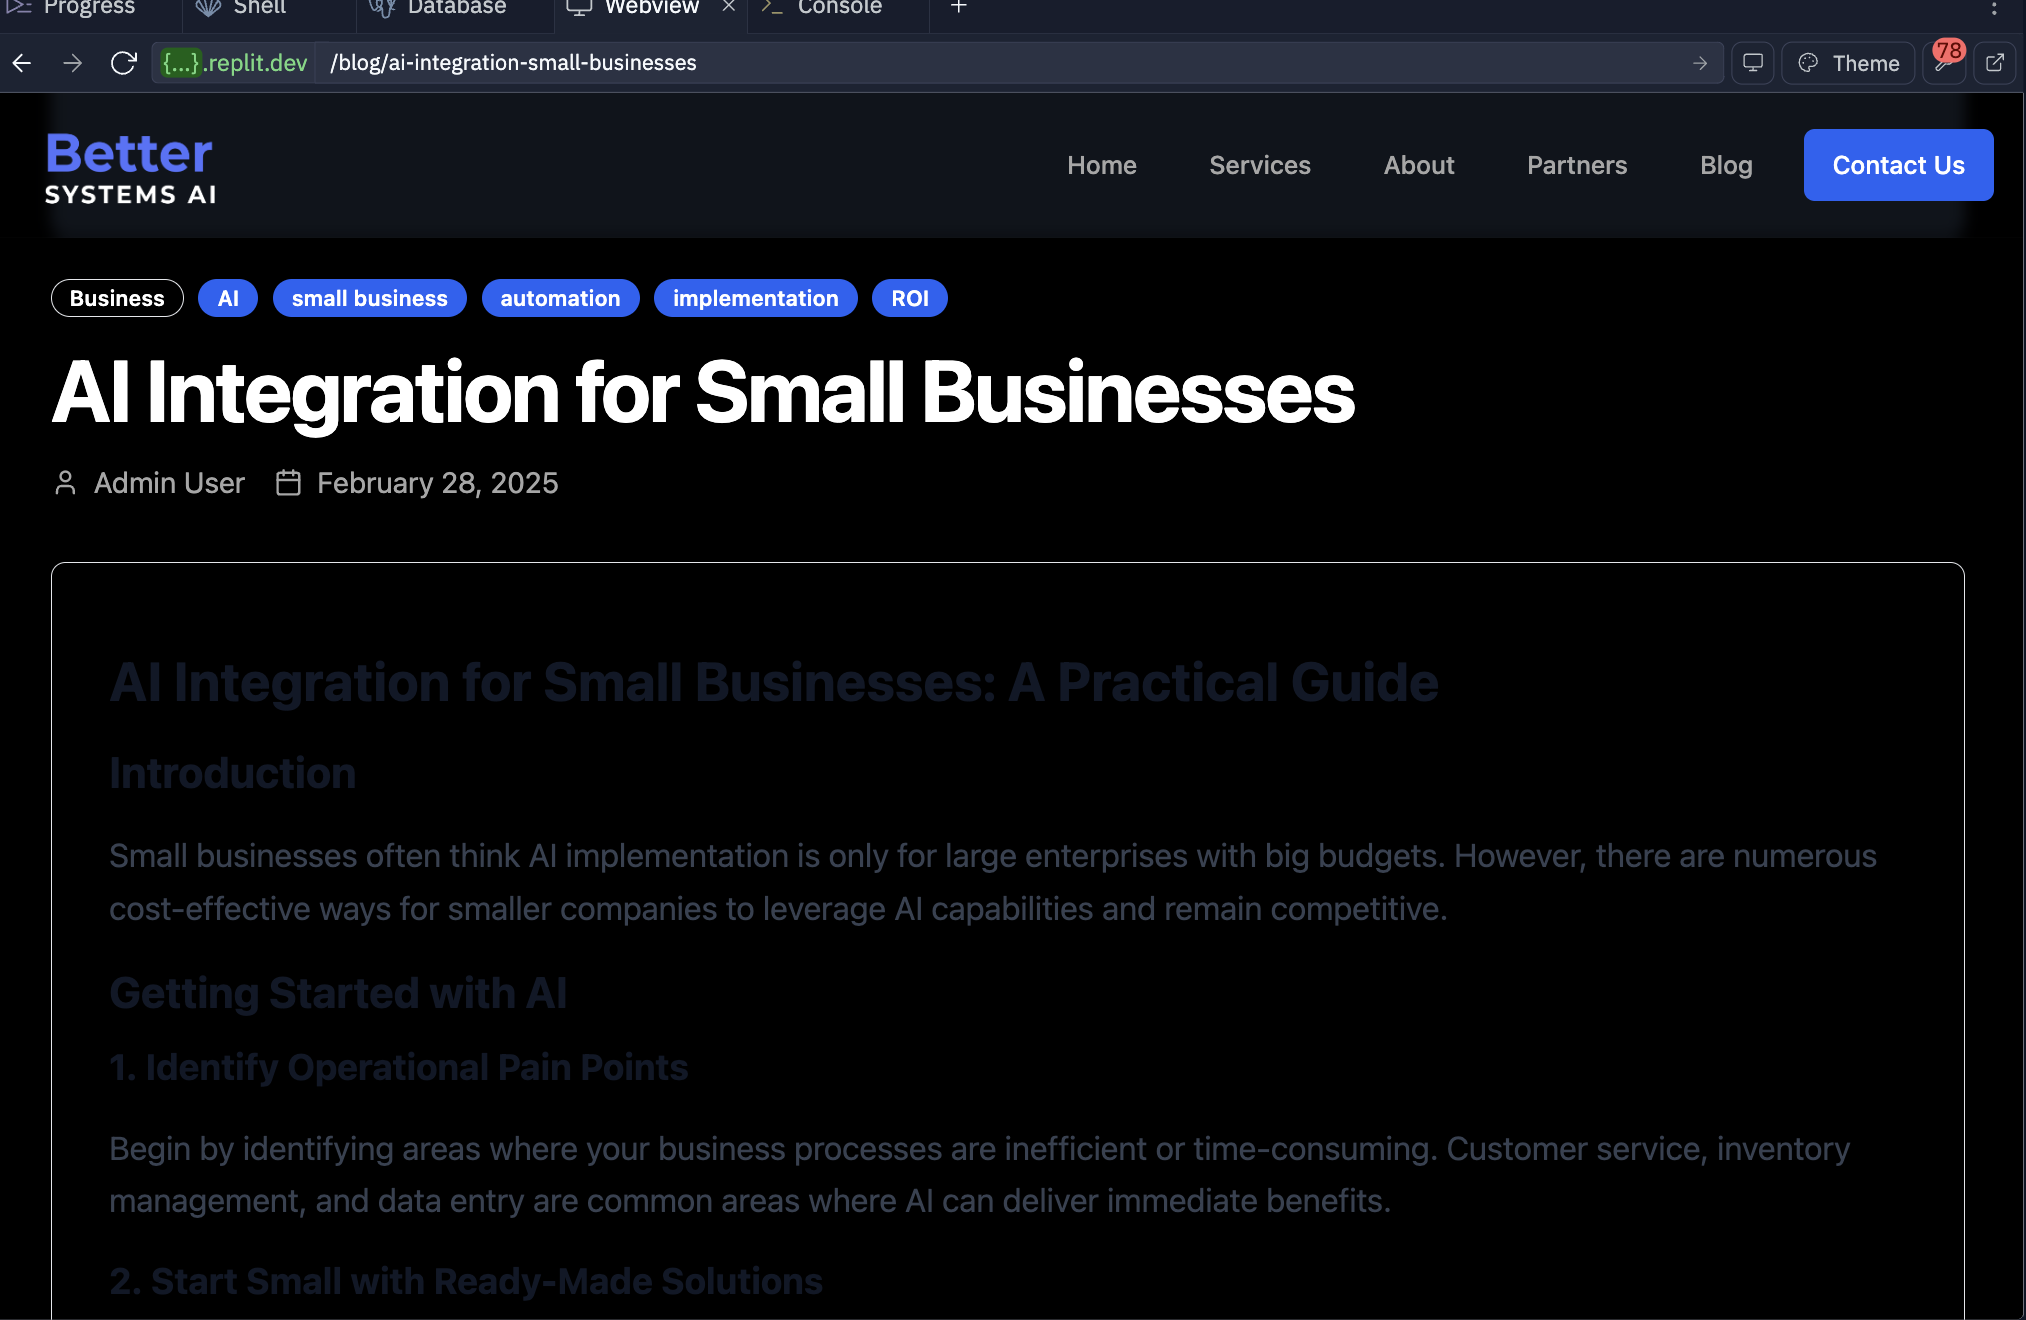 Progress
Shell
Database
Webview
Console
{...}.replit.dev
/blog/ai-integration-small-businesses
Theme
78
Better
SYSTEMS AI
Home
Services
About
Partners
Blog
Contact Us
Business
AI
small business
automation
implementation
ROI
AI Integration for Small Businesses
Admin User
February 28, 2025
AI Integration for Small Businesses: A Practical Guide
Introduction
Small businesses often think AI implementation is only for large enterprises with big budgets. However, there are numerous
cost-effective ways for smaller companies to leverage AI capabilities and remain competitive.
Getting Started with AI
1. Identify Operational Pain Points
Begin by identifying areas where your business processes are inefficient or time-consuming. Customer service, inventory
management, and data entry are common areas where AI can deliver immediate benefits.
2. Start Small with Ready-Made Solutions